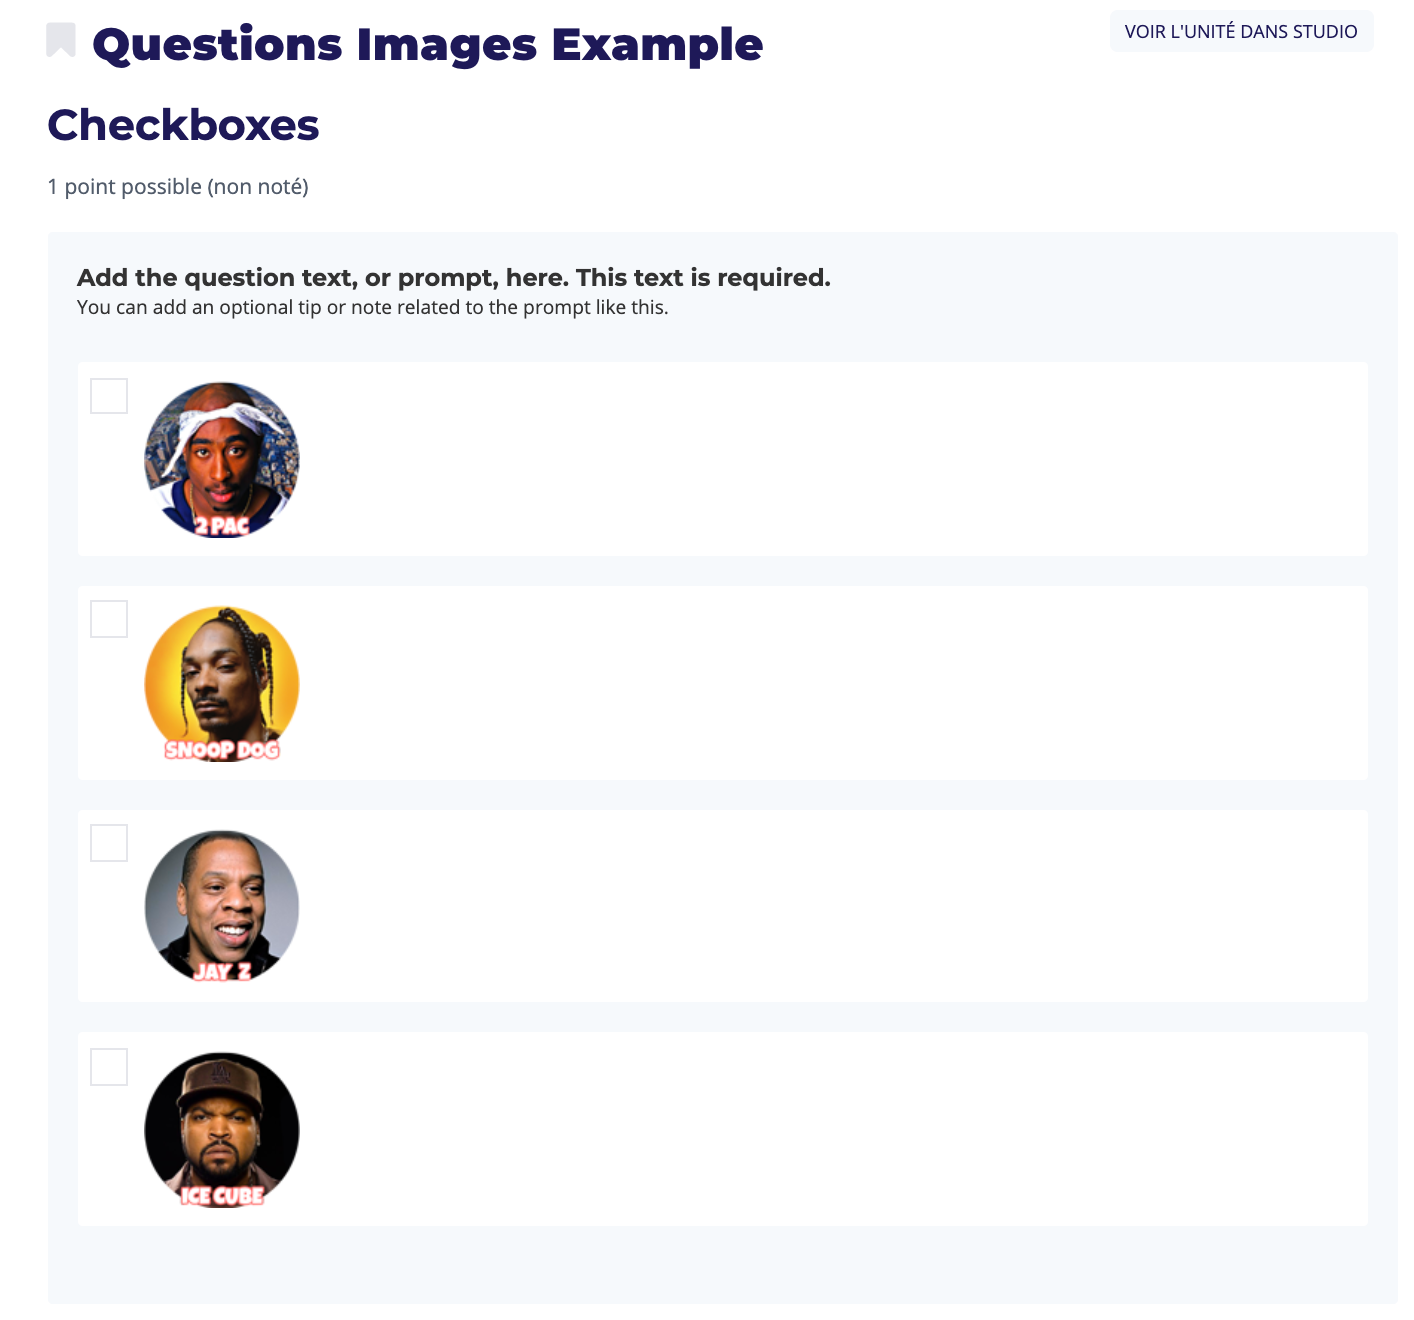 Questions Images Example
VOIR L'UNITÉ DANS STUDIO
Checkboxes
1 point possible (non noté)
Add the question text, or prompt, here. This text is required.
You can add an optional tip or note related to the prompt like this.
2 PAC
SNOOP DOG
JAY Z
ICE CUBE